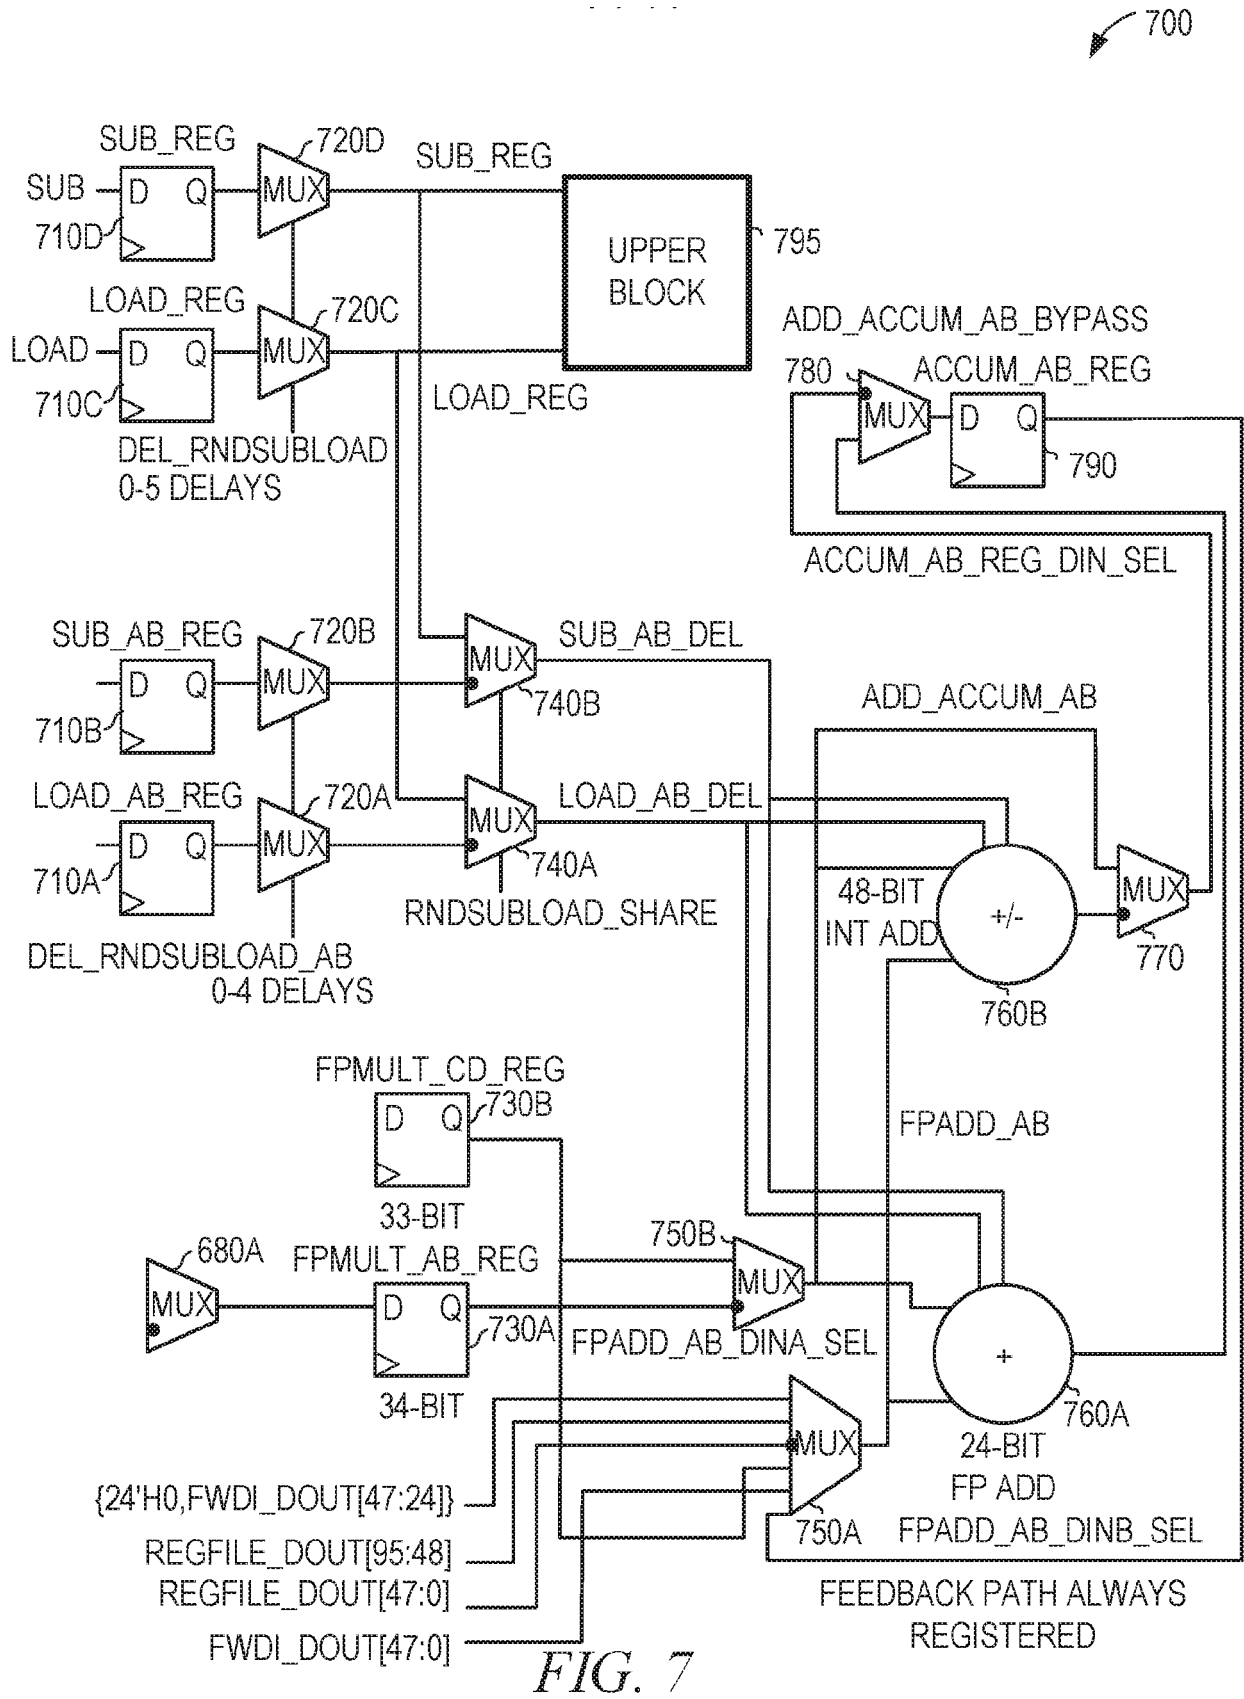 700
SUB_REG
720D
SUB_REG
SUB
D Q
MUX
710D
UPPER
BLOCK
795
LOAD_REG
720C
LOAD
D Q
MUX
710C
LOAD_REG
DEL_RNDSUBLOAD
0-5 DELAYS
ADD_ACCUM_AB_BYPASS
780
ACCUM_AB_REG
MUX
D Q
790
ACCUM_AB_REG_DIN_SEL
SUB_AB_REG
720B
SUB_AB_DEL
D Q
MUX
MUX
710B
740B
ADD_ACCUM_AB
LOAD_AB_REG
720A
LOAD_AB_DEL
D Q
MUX
MUX
710A
740A
48-BIT
INT ADD
+/-
MUX
770
760B
RNDSUBLOAD_SHARE
DEL_RNDSUBLOAD_AB
0-4 DELAYS
FPMULT_CD_REG
D Q
730B
33-BIT
FPADD_AB
680A
FPMULT_AB_REG
750B
MUX
D Q
MUX
730A
34-BIT
FPADD_AB_DINA_SEL
+
760A
24-BIT
FP ADD
MUX
750A
FPADD_AB_DINB_SEL
{24'H0,FWDI_DOUT[47:24]}
REGFILE_DOUT[95:48]
REGFILE_DOUT[47:0]
FWDI_DOUT[47:0]
FEEDBACK PATH ALWAYS
REGISTERED
FIG. 7